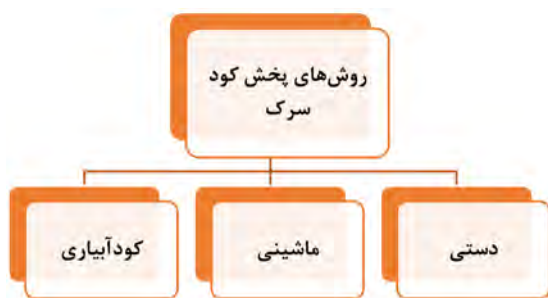 روش‌های پخش کود
سرک
دستی
ماشینی
کودآبیاری